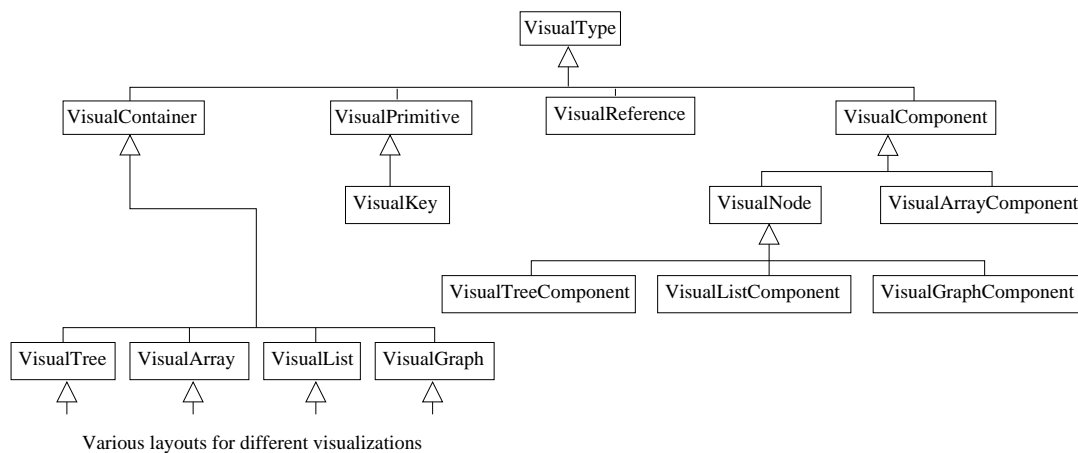 VisualType
VisualContainer
VisualPrimitive
VisualReference
VisualComponent
VisualKey
VisualNode
VisualArrayComponent
VisualTreeComponent
VisualListComponent
VisualGraphComponent
VisualTree
VisualArray
VisualList
VisualGraph
Various layouts for different visualizations